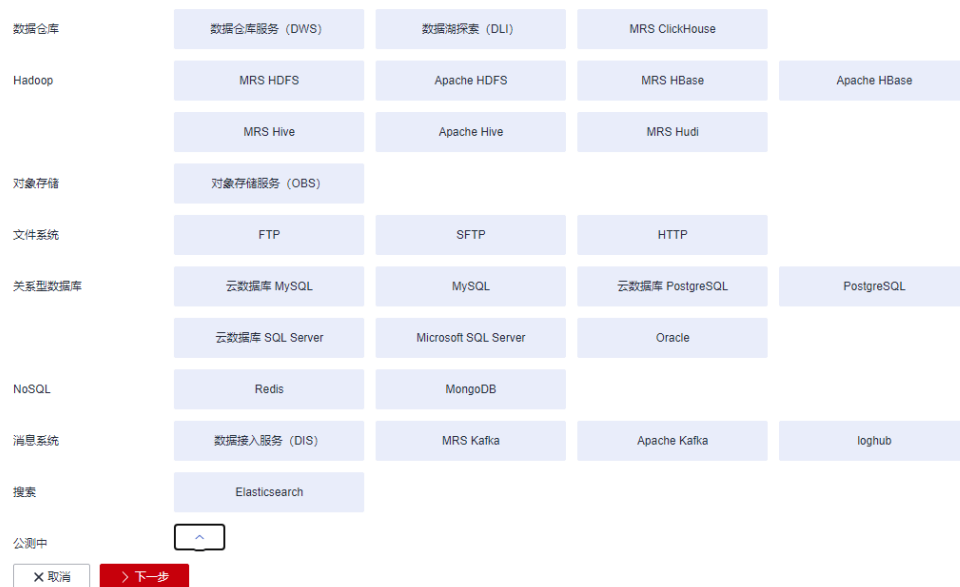 数据仓库 数据仓库服务（DWS） 数据湖探索（DLI） MRS ClickHouse
Hadoop MRS HDFS Apache HDFS MRS HBase Apache HBase
MRS Hive Apache Hive MRS Hudi
对象存储 对象存储服务（OBS）
文件系统 FTP SFTP HTTP
关系型数据库 云数据库 MySQL MySQL 云数据库 PostgreSQL PostgreSQL
云数据库 SQL Server Microsoft SQL Server Oracle
NoSQL Redis MongoDB
消息系统 数据接入服务（DIS） MRS Kafka Apache Kafka loghub
搜索 Elasticsearch
公测中
取消 下一步